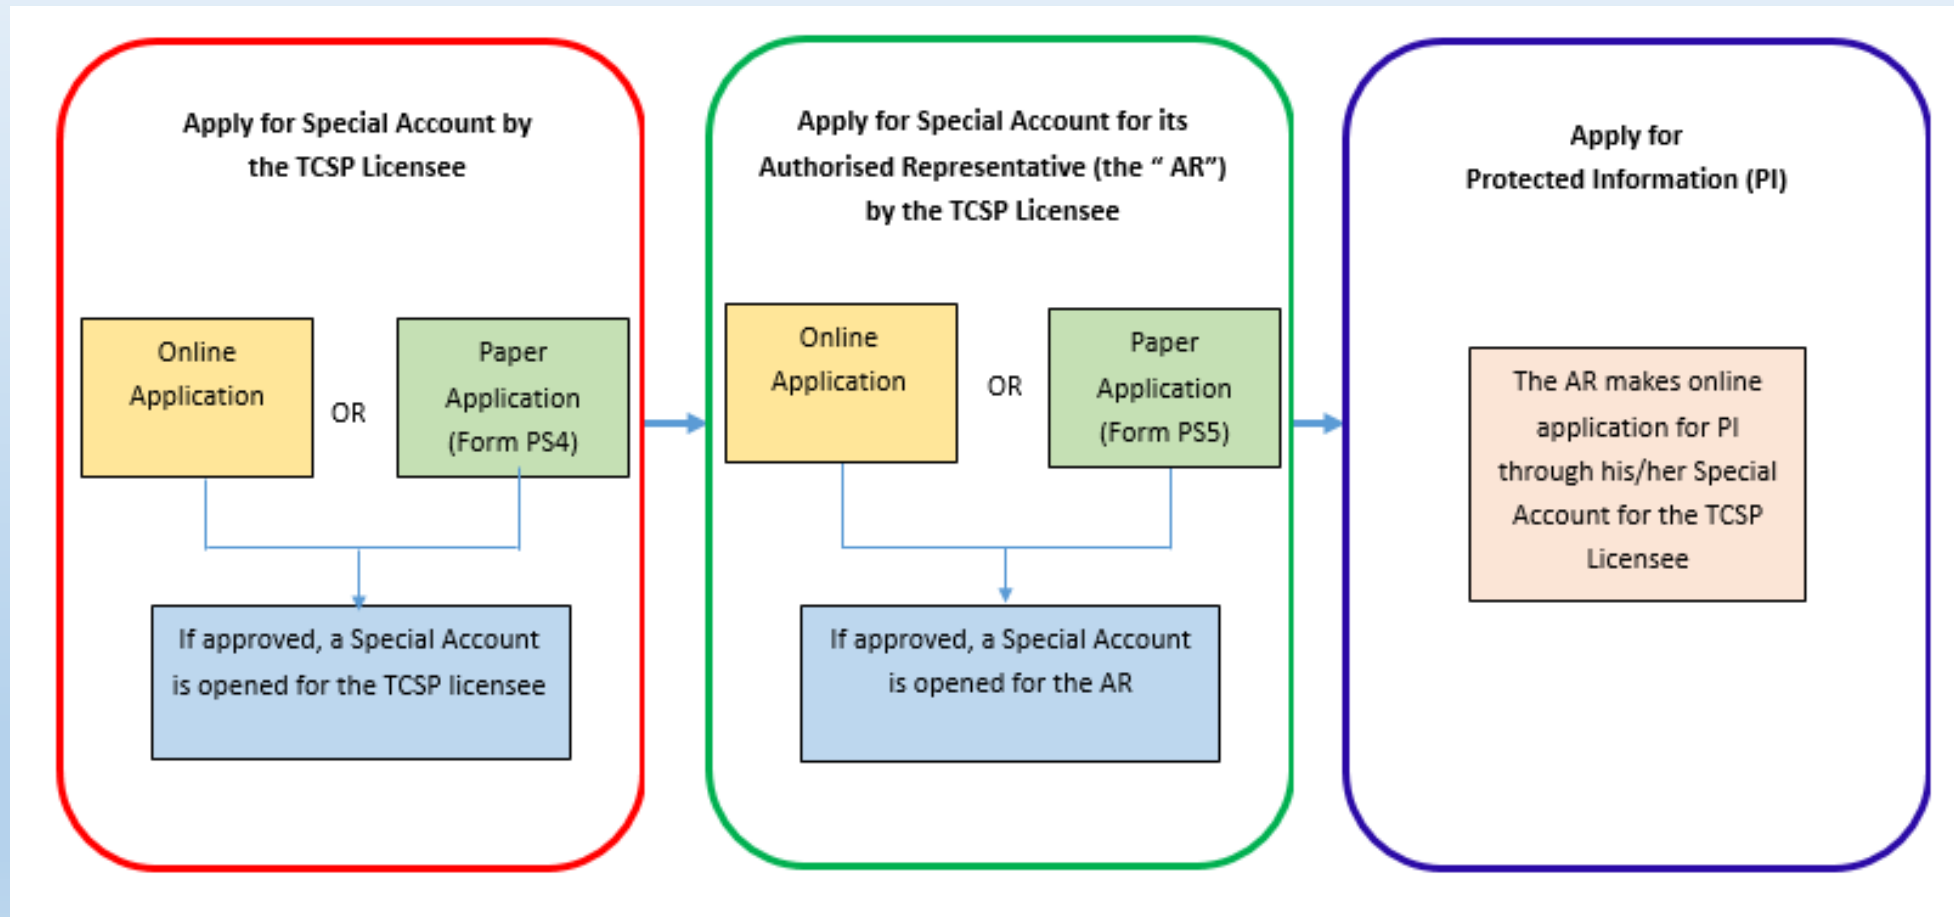 Apply for Special Account by
the TCSP Licensee
Online
Application
OR
Paper
Application
(Form PS4)
If approved, a Special Account
is opened for the TCSP licensee
Apply for Special Account for its
Authorised Representative (the “ AR”)
by the TCSP Licensee
Online
Application
OR
Paper
Application
(Form PS5)
If approved, a Special Account
is opened for the AR
Apply for
Protected Information (PI)
The AR makes online
application for PI
through his/her Special
Account for the TCSP
Licensee